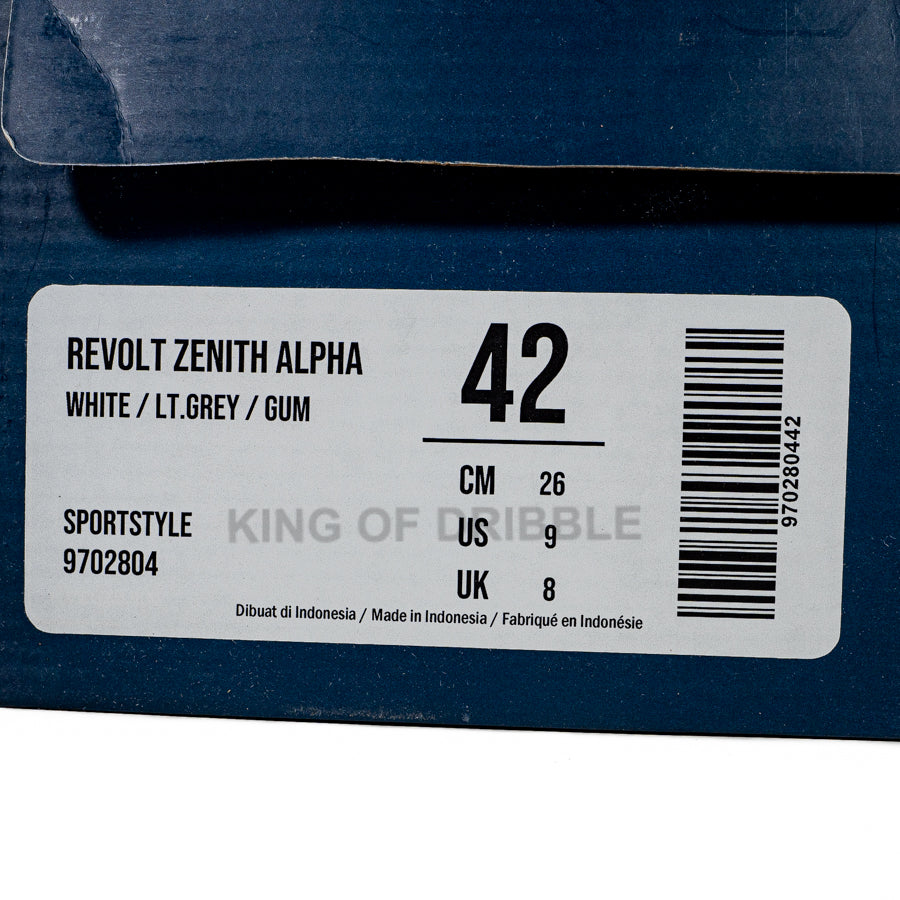 REVOLT ZENITH ALPHA
WHITE / LT.GREY / GUM
SPORTSTYLE
9702804
42
CM 26
US 9
UK 8
KING OF DRIBBLE
Dibuat di Indonesia / Made in Indonesia / Fabriqué en Indonésie
970280442